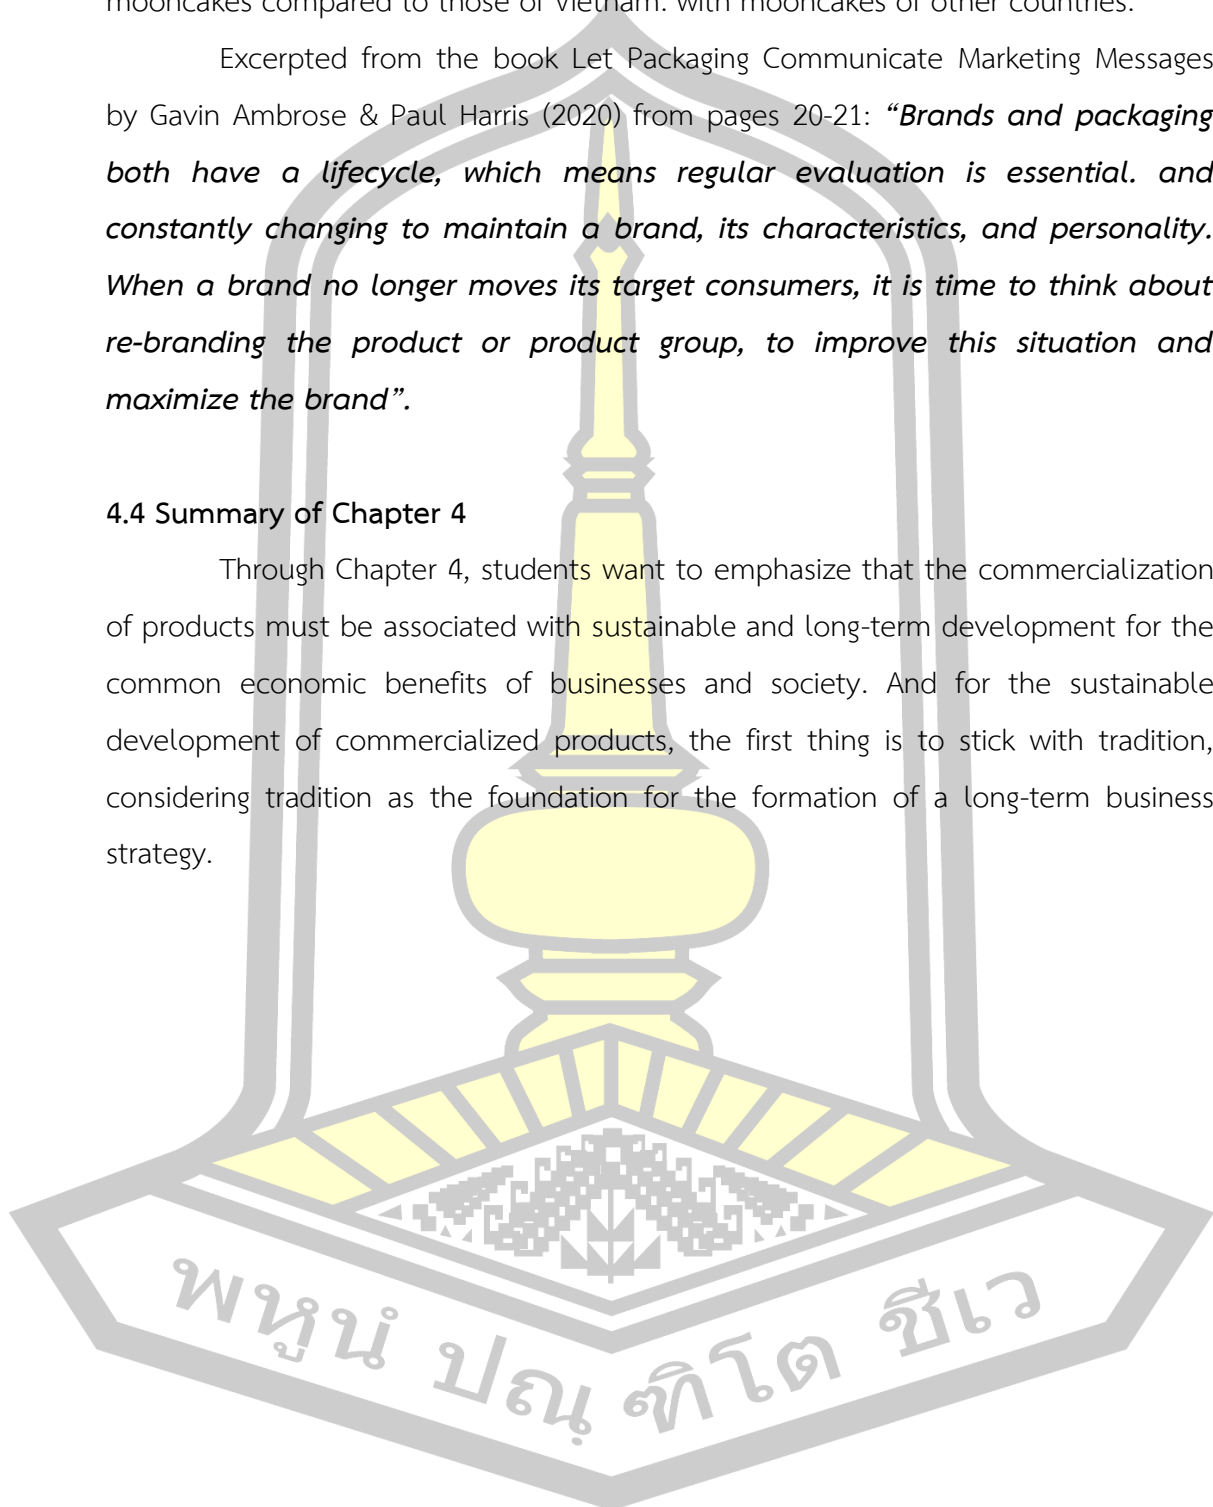 mooncakes compared to those of Vietnam. with mooncakes of other countries.
Excerpted from the book Let Packaging Communicate Marketing Messages
by Gavin Ambrose & Paul Harris (2020) from pages 20-21: “Brands and packaging
both have a lifecycle, which means regular evaluation is essential. and
constantly changing to maintain a brand, its characteristics, and personality.
When a brand no longer moves its target consumers, it is time to think about
re-branding the product or product group, to improve this situation and
maximize the brand”.
4.4 Summary of Chapter 4
Through Chapter 4, students want to emphasize that the commercialization
of products must be associated with sustainable and long-term development for the
common economic benefits of businesses and society. And for the sustainable
development of commercialized products, the first thing is to stick with tradition,
considering tradition as the foundation for the formation of a long-term business
strategy.
พหูนํ ปณฺฑิโต ชีเว